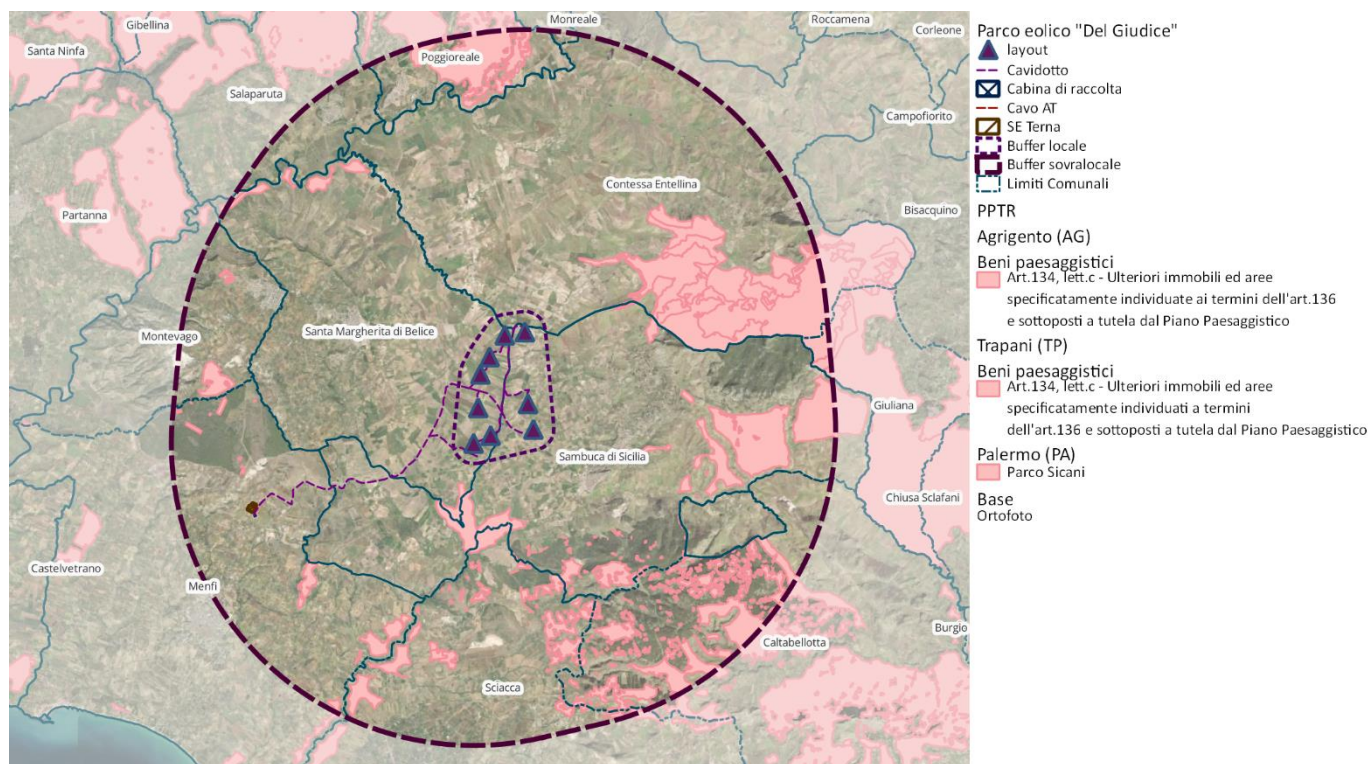 Monreale
Roccamena
Gibellina
Corleone
Santa Ninfa
Poggioreale
Salaparuta
Campofiorito
Contessa Entellina
Bisacquino
Partanna
Montevago
Santa Margherita di Belice
Giuliana
Sambuca di Sicilia
Chiusa Sclafani
Castelvetrano
Menfi
Burgio
Caltabellotta
Sciacca
Parco eolico "Del Giudice"
layout
Cavidotto
Cabina di raccolta
Cavo AT
SE Terna
Buffer locale
Buffer sovralocale
Limiti Comunali
PPTR
Agrigento (AG)
Beni paesaggistici
Art.134, lett.c - Ulteriori immobili ed aree
specificatamente individuate ai termini dell'art.136
e sottoposti a tutela dal Piano Paesaggistico
Trapani (TP)
Beni paesaggistici
Art.134, lett.c - Ulteriori immobili ed aree
specificatamente individuati a termini
dell'art.136 e sottoposti a tutela dal Piano Paesaggistico
Palermo (PA)
Parco Sicani
Base
Ortofoto